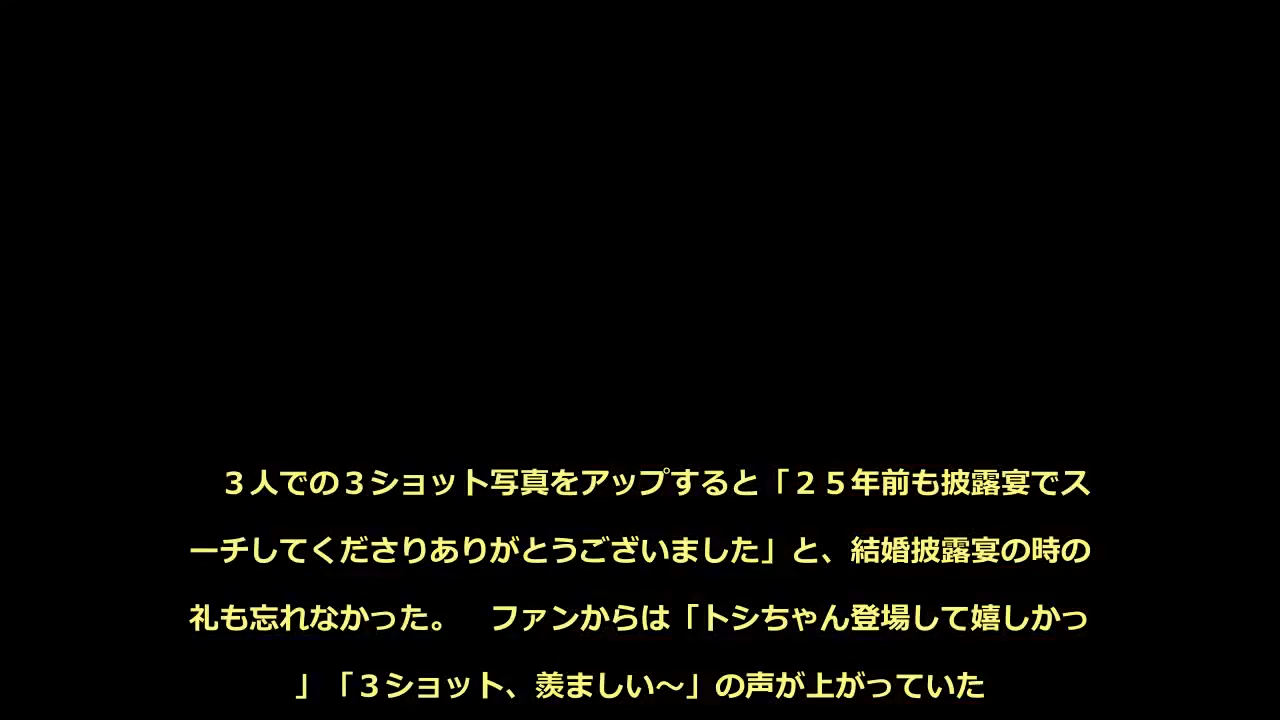 ３人での３ショット写真をアップすると「２５年前も披露宴でス
ーチしてくださりありがとうございました」と、結婚披露宴の時の
礼も忘れなかった。　ファンからは「トシちゃん登場して嬉しかっ
」「３ショット、羨ましい～」の声が上がっていた